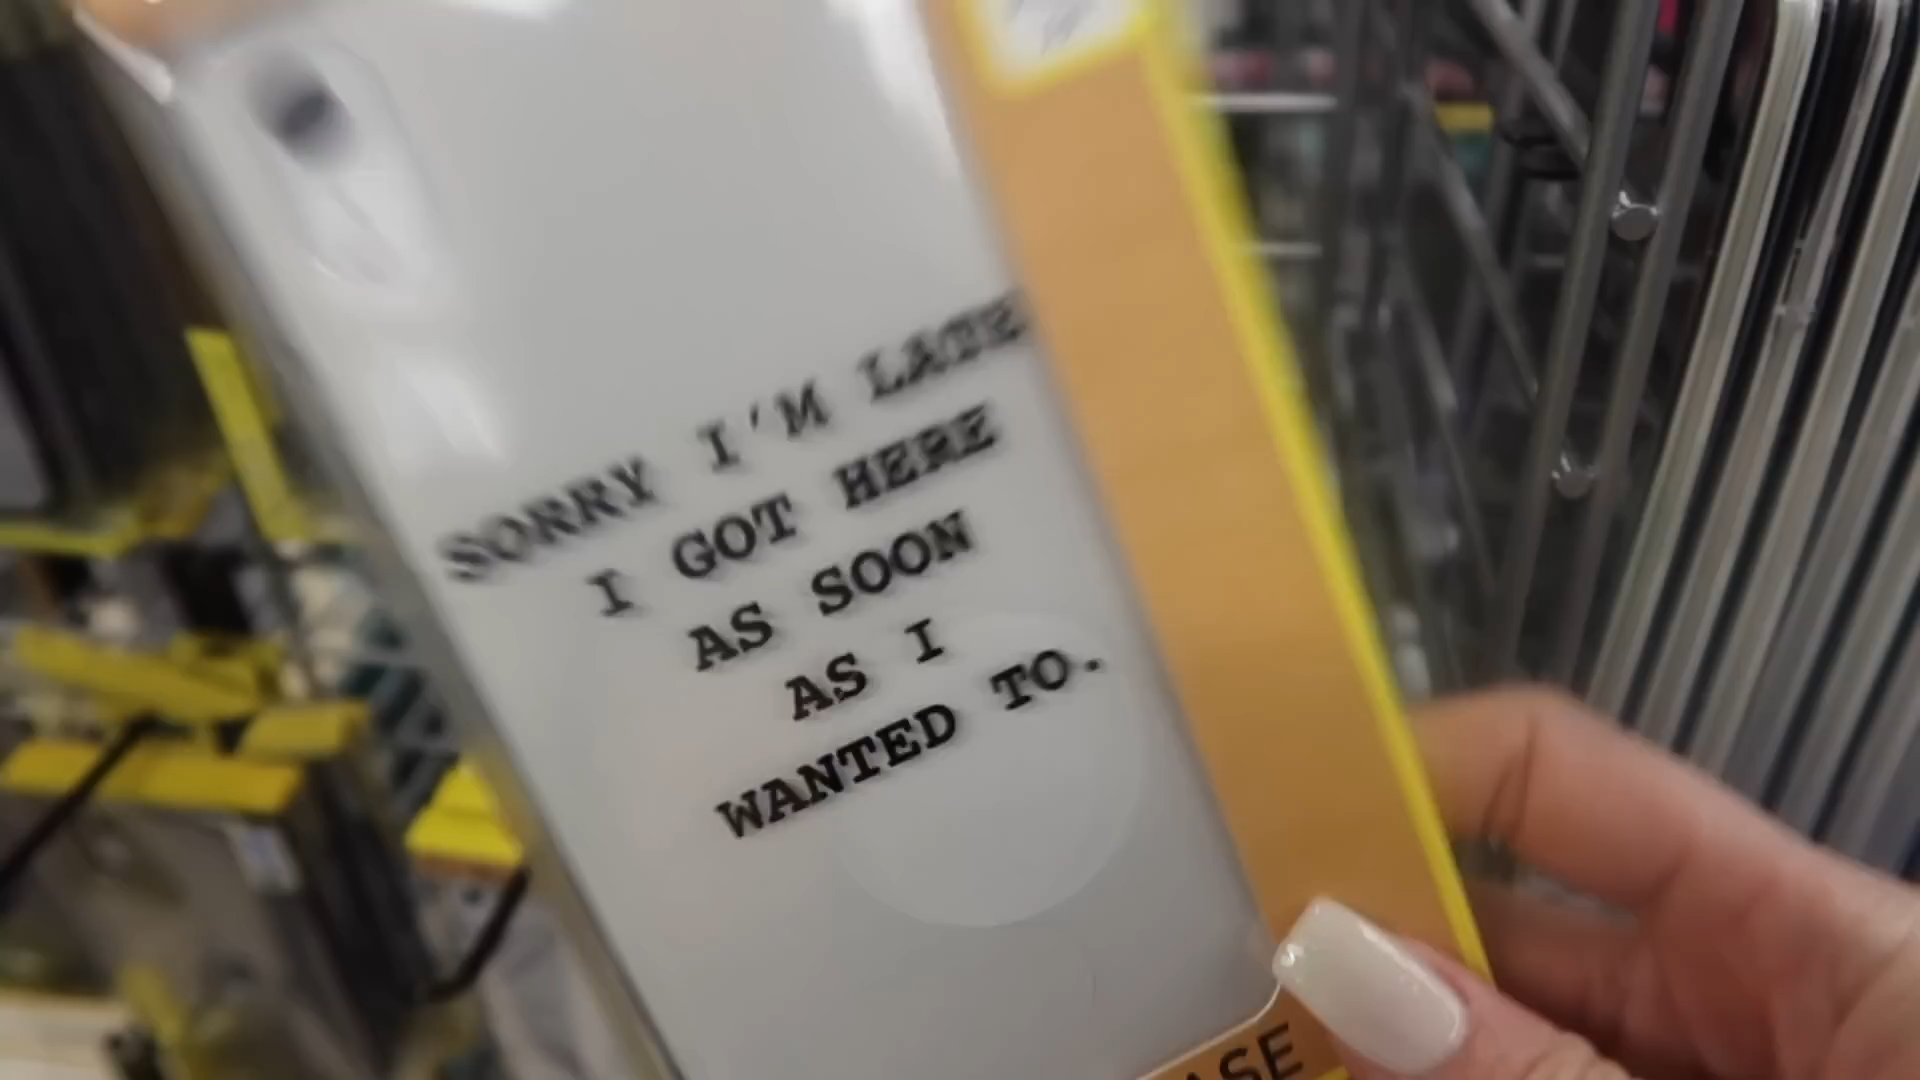 SORRY I'M LATE
I GOT HERE
AS SOON
AS I
WANTED TO.